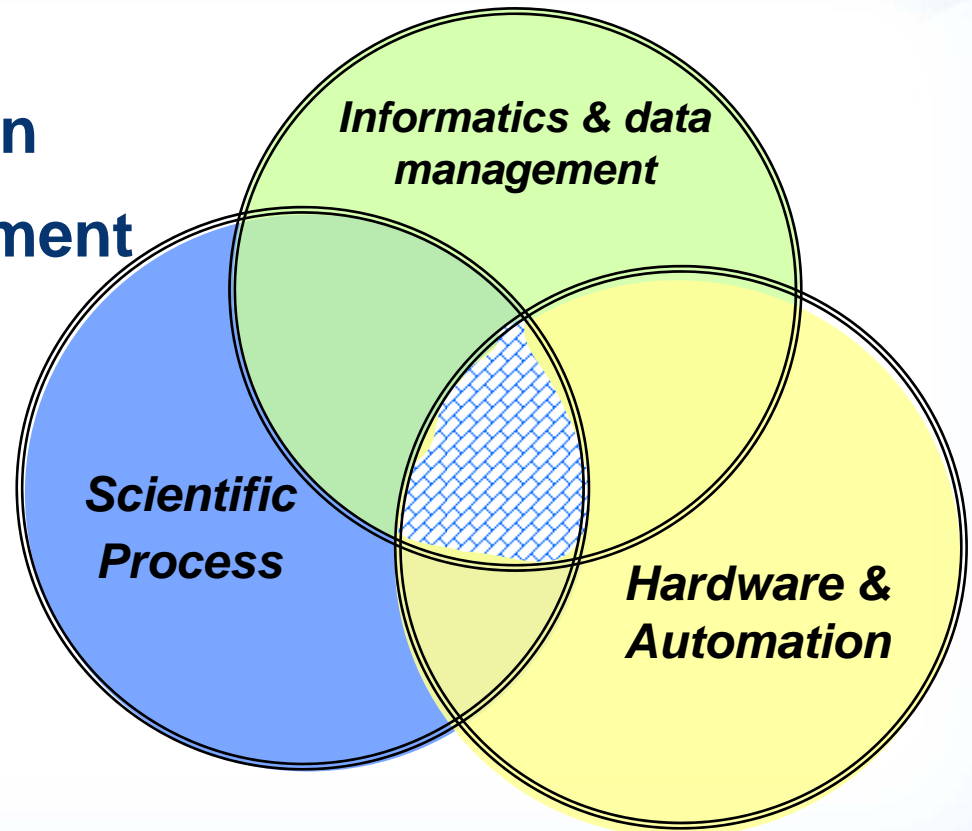 n
ment
Informatics & data
management
Scientific
Process
Hardware &
Automation